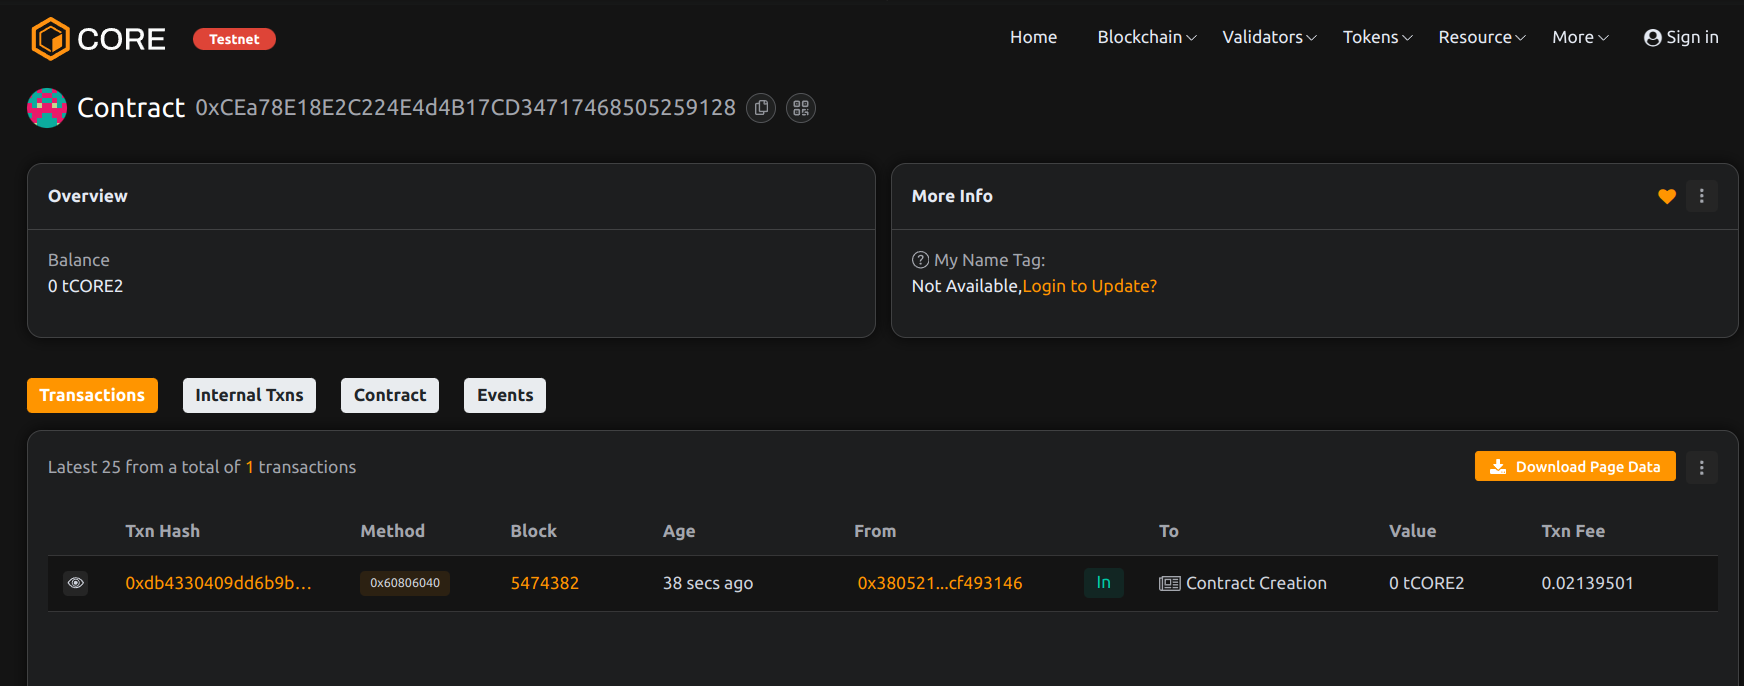 CORE Testnet Home Blockchain Validators Tokens Resource More Sign in
Contract 0xCEa78E18E2C224E4d4B17CD34717468505259128
Overview
Balance
0 tCORE2
More Info
? My Name Tag:
Not Available,Login to Update?
Transactions Internal Txns Contract Events
Latest 25 from a total of 1 transactions Download Page Data
Txn Hash Method Block Age From To Value Txn Fee
0xdb4330409dd6b9b... 0x60806040 5474382 38 secs ago 0x380521...cf493146 In Contract Creation 0 tCORE2 0.02139501